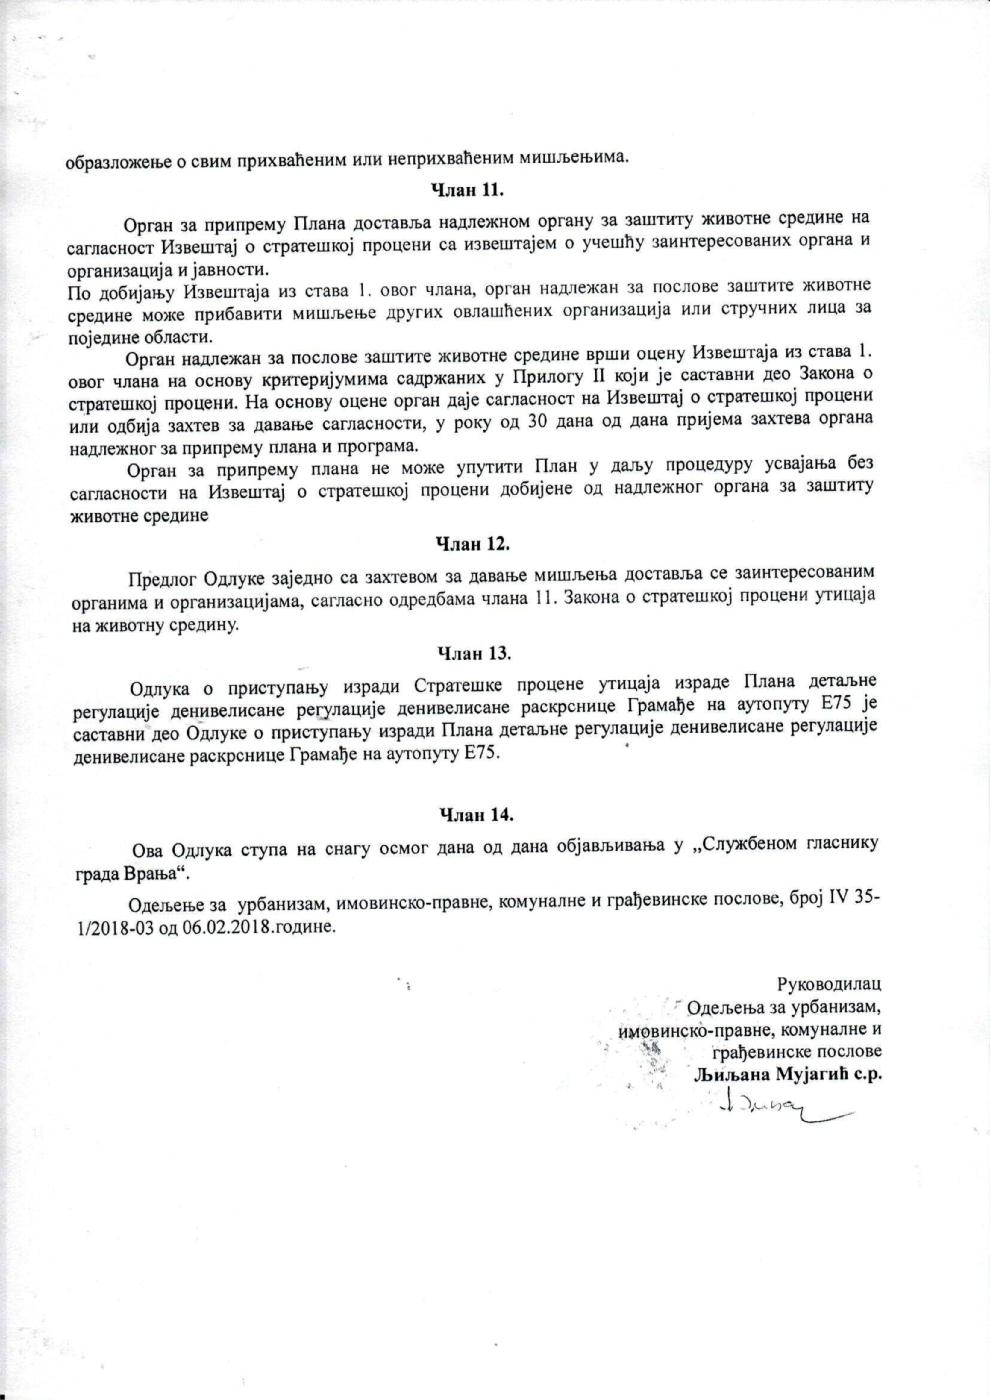 образложење о свим прихваћеним или неприхваћеним мишљењима.
Члан 11.
Орган за припрему Плана доставља надлежном органу за заштиту животне средине на
сагласност Извештај о стратешкој процени са извештајем о учешћу заинтересованих органа и
организација и јавности.
По добијању Извештаја из става 1. овог члана, орган надлежан за послове заштите животне
средине може прибавити мишљење других овлашћених организација или стручних лица за
поједине области.
Орган надлежан за послове заштите животне средине врши оцену Извештаја из става 1.
овог члана на основу критеријумима садржаних у Прилогу II који је саставни део Закона о
стратешкој процени. На основу оцене орган даје сагласност на Извештај о стратешкој процени
или одбија захтев за давање сагласности, у року од 30 дана од дана пријема захтева органа
надлежног за припрему плана и програма.
Орган за припрему плана не може упутити План у даљу процедуру усвајања без
сагласности на Извештај о стратешкој процени добијене од надлежног органа за заштиту
животне средине
Члан 12.
Предлог Одлуке заједно са захтевом за давање мишљења доставља се заинтересованим
органима и организацијама, сагласно одредбама члана 11. Закона о стратешкој процени утицаја
на животну средину.
Члан 13.
Одлука о приступању изради Стратешке процене утицаја израде Плана детаљне
регулације денивелисане регулације денивелисане раскрснице Грамађе на аутопуту Е75 је
саставни део Одлуке о приступању изради Плана детаљне регулације денивелисане регулације
денивелисане раскрснице Грамађе на аутопуту Е75.
Члан 14.
Ова Одлука ступа на снагу осмог дана од дана објављивања у ,,Службеном гласнику
града Врања“.
Одељење за урбанизам, имовинско-правне, комуналне и грађевинске послове, број IV 35-
1/2018-03 од 06.02.2018.године.
Руководилац
Одељења за урбанизам,
имовинско-правне, комуналне и
грађевинске послове
Љиљана Мујагић с.р.